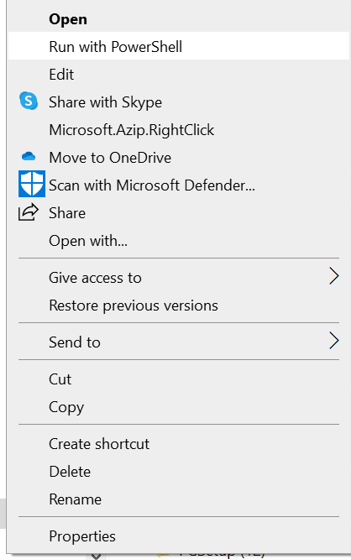 Open
Run with PowerShell
Edit
Share with Skype
Microsoft.Azip.RightClick
Move to OneDrive
Scan with Microsoft Defender...
Share
Open with...
Give access to
Restore previous versions
Send to
Cut
Copy
Create shortcut
Delete
Rename
Properties